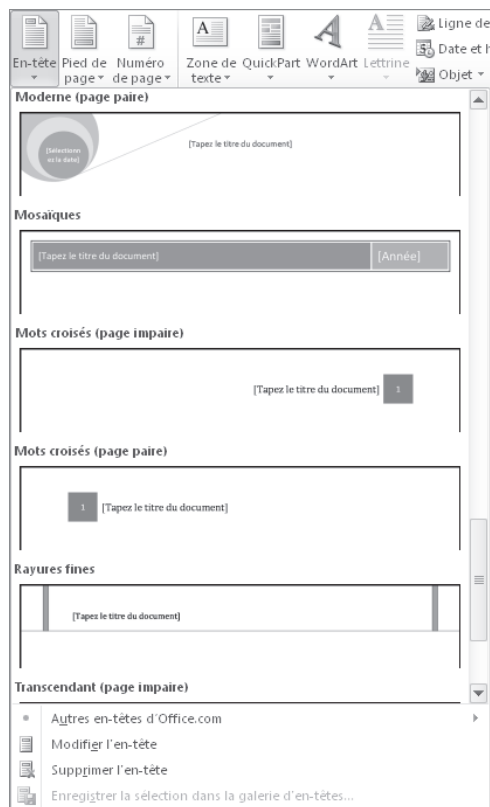 En-tête Pied de page Numéro de page Zone de texte QuickPart WordArt Lettrine
Ligne de
Date et h
Objet
Moderne (page paire)
[Sélectionn
ez la date]
[Tapez le titre du document]
Mosaïques
[Tapez le titre du document] [Année]
Mots croisés (page impaire)
[Tapez le titre du document] 1
Mots croisés (page paire)
1 [Tapez le titre du document]
Rayures fines
[Tapez le titre du document]
Transcendant (page impaire)
Autres en-têtes d'Office.com
Modifier l'en-tête
Supprimer l'en-tête
Enregistrer la sélection dans la galerie d'en-têtes...